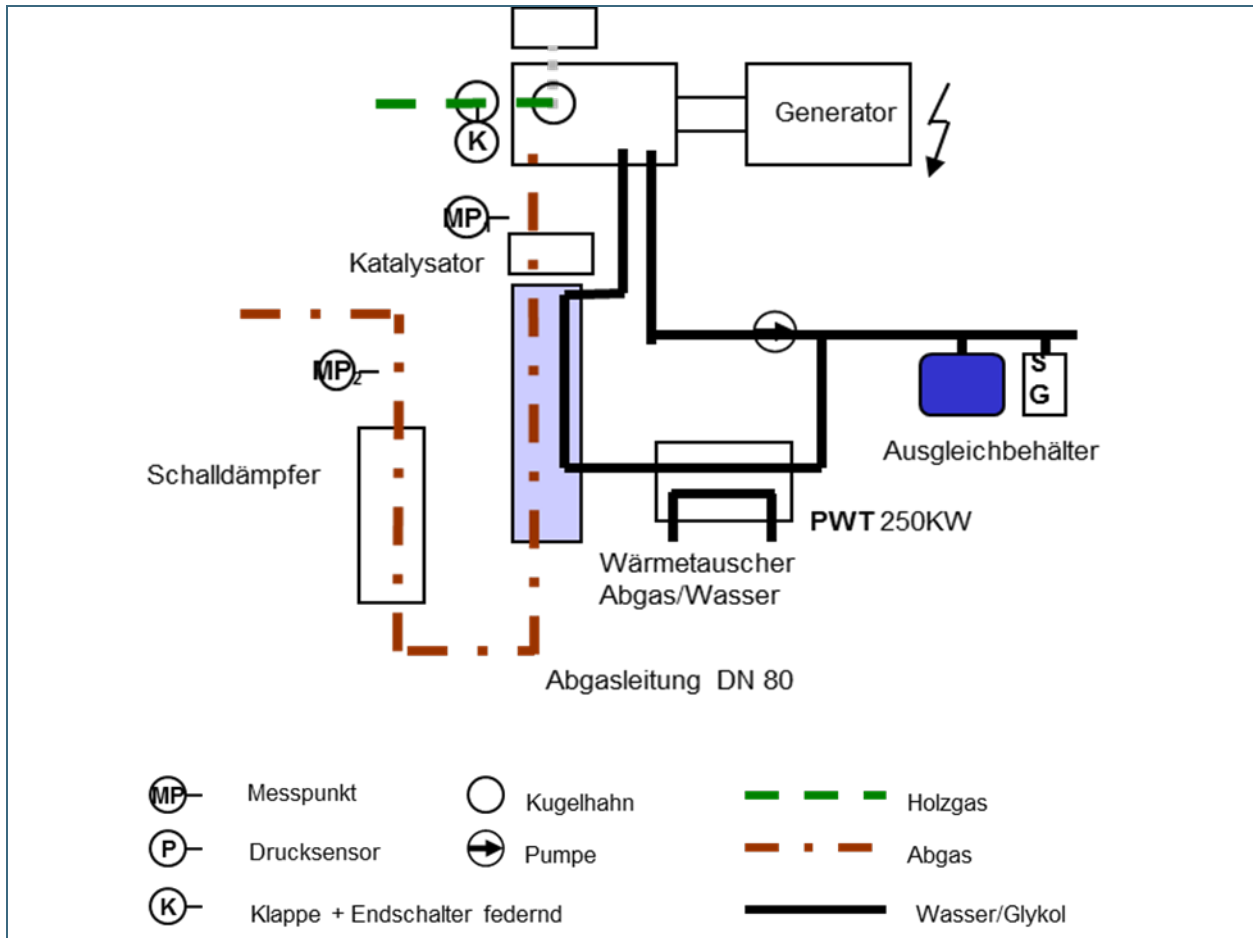 Generator
K
MP1
Katalysator
MP2
S
G
Ausgleichbehälter
Schalldämpfer
PWT 250KW
Wärmetauscher
Abgas/Wasser
Abgasleitung DN 80
MP Messpunkt
Kugelhahn
Holzgas
P Drucksensor
Pumpe
Abgas
K Klappe + Endschalter federnd
Wasser/Glykol